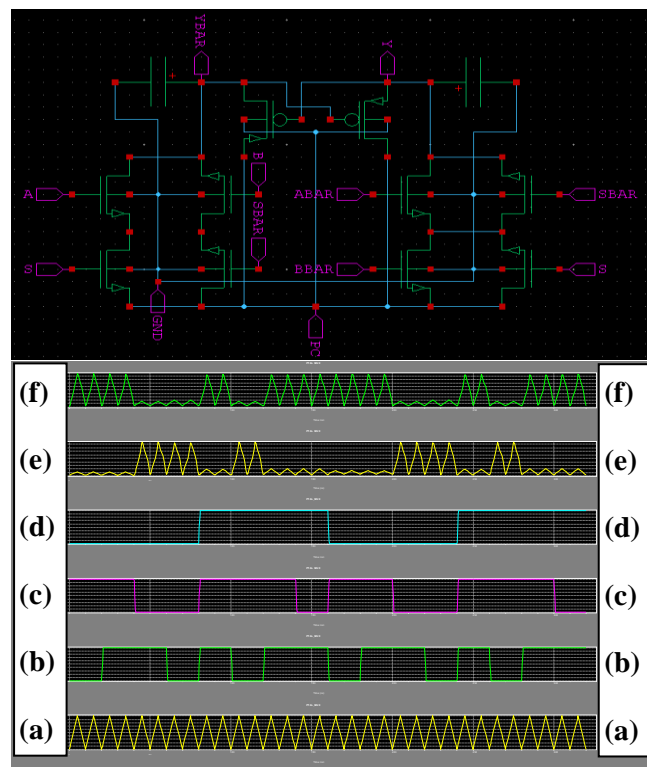 YBAR Y
A
B
SBAR
ABAR
SBAR
S
BBAR
S
GND
PC
(f) (f)
(e) (e)
(d) (d)
(c) (c)
(b) (b)
(a) (a)